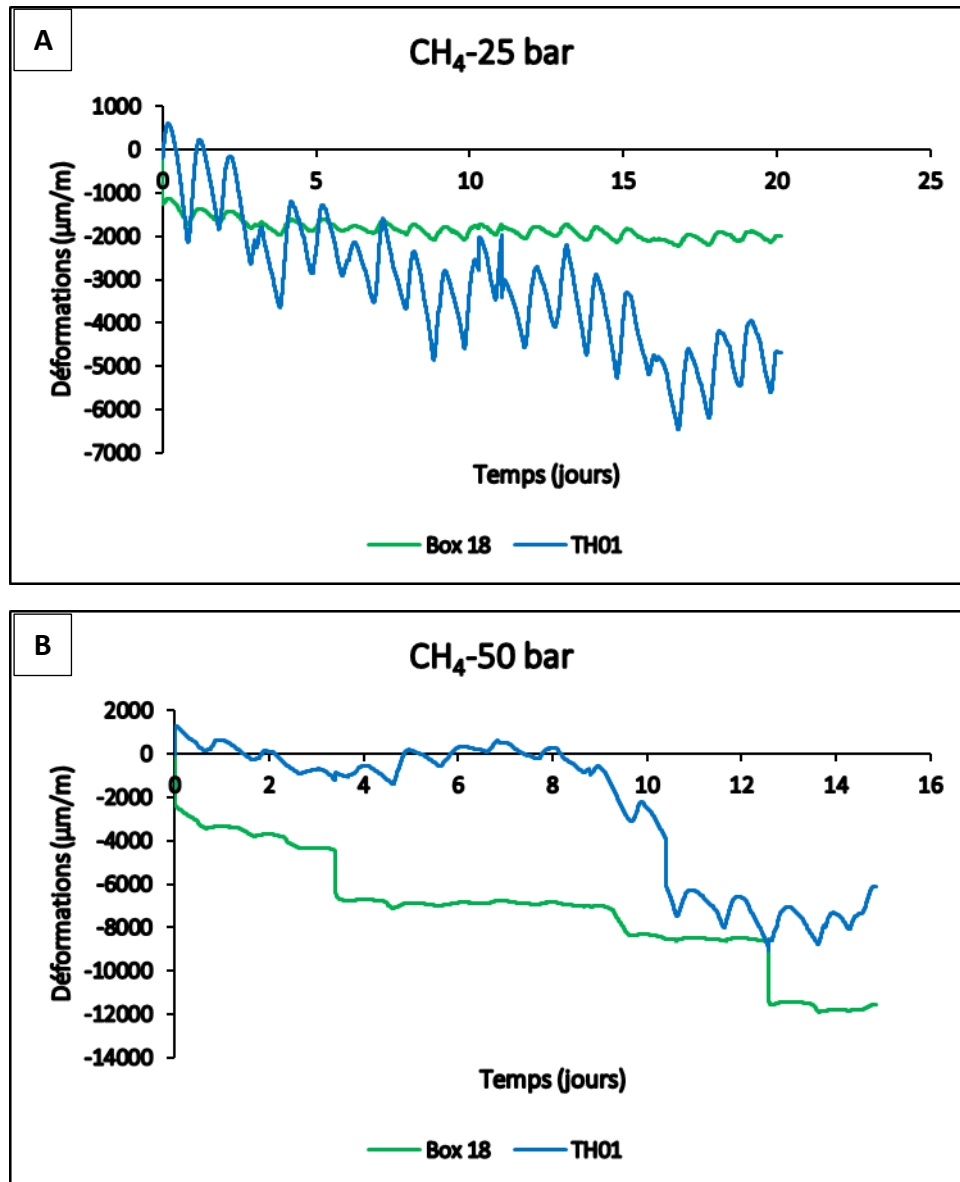 A
CH₄-25 bar
Déformations (µm/m)
1000
0
-1000
-2000
-3000
-4000
-5000
-6000
-7000
0 5 10 15 20 25
Temps (jours)
Box 18 TH01
B
CH₄-50 bar
Déformations (µm/m)
2000
0
-2000
-4000
-6000
-8000
-10000
-12000
-14000
0 2 4 6 8 10 12 14 16
Temps (jours)
Box 18 TH01